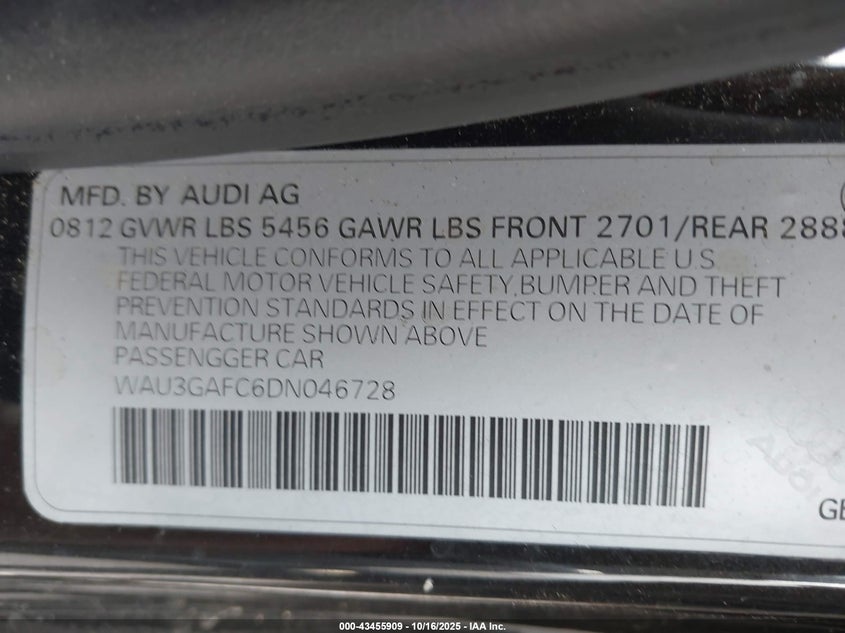 MFD. BY AUDI AG
0812 GVWR LBS 5456 GAWR LBS FRONT 2701/REAR 2888
THIS VEHICLE CONFORMS TO ALL APPLICABLE U S
FEDERAL MOTOR VEHICLE SAFETY,BUMPER AND THEFT
PREVENTION STANDARDS IN EFFECT ON THE DATE OF
MANUFACTURE SHOWN ABOVE
PASSENGGER CAR
WAU3GAFC6DN046728
000-43455909 - 10/16/2025 - IAA Inc.